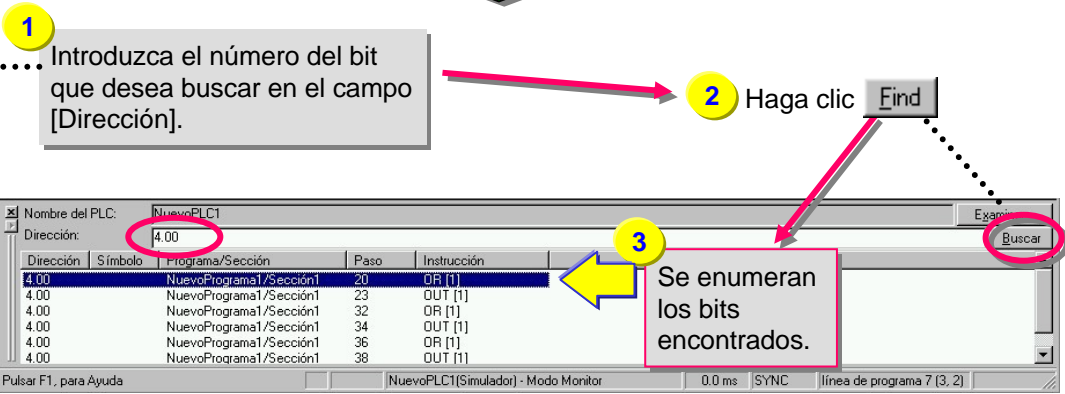 1
Introduzca el número del bit
que desea buscar en el campo
[Dirección].
2 Haga clic Find
Nombre del PLC: NuevoPLC1
Dirección: 4.00 Buscar
3
Se enumeran
los bits
encontrados.
Dirección Símbolo Programa/Sección Paso Instrucción
4.00 NuevoPrograma1/Sección1 20 OR [1]
4.00 NuevoPrograma1/Sección1 23 OUT [1]
4.00 NuevoPrograma1/Sección1 32 OR [1]
4.00 NuevoPrograma1/Sección1 34 OUT [1]
4.00 NuevoPrograma1/Sección1 36 OR [1]
4.00 NuevoPrograma1/Sección1 38 OUT [1]
Pulsar F1, para Ayuda NuevoPLC1(Simulador) - Modo Monitor 0.0 ms SYNC línea de programa 7 (3, 2)